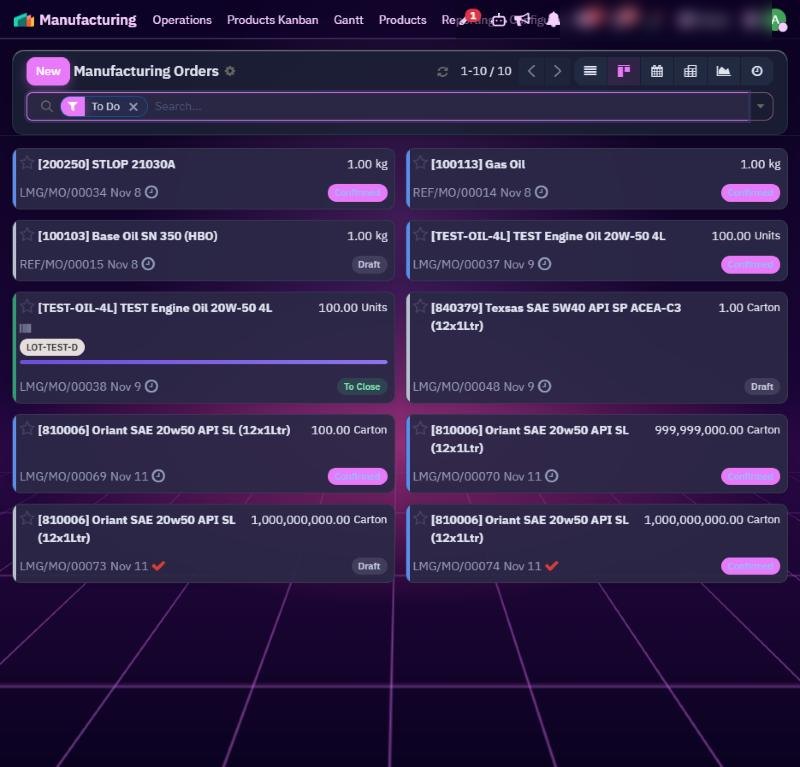 Manufacturing Operations Products Kanban Gantt Products Re 1 A
New Manufacturing Orders 1-10 / 10
To Do Search...
[200250] STLOP 21030A 1.00 kg
LMG/MO/00034 Nov 8 Confirmed
[100113] Gas Oil 1.00 kg
REF/MO/00014 Nov 8 Confirmed
[100103] Base Oil SN 350 (HBO) 1.00 kg
REF/MO/00015 Nov 8 Draft
[TEST-OIL-4L] TEST Engine Oil 20W-50 4L 100.00 Units
LMG/MO/00037 Nov 9 Confirmed
[TEST-OIL-4L] TEST Engine Oil 20W-50 4L 100.00 Units
LOT-TEST-D
LMG/MO/00038 Nov 9 To Close
[840379] Texsas SAE 5W40 API SP ACEA-C3 1.00 Carton
(12x1Ltr)
LMG/MO/00048 Nov 9 Draft
[810006] Oriant SAE 20w50 API SL (12x1Ltr) 100.00 Carton
LMG/MO/00069 Nov 11 Confirmed
[810006] Oriant SAE 20w50 API SL 999,999,000.00 Carton
(12x1Ltr)
LMG/MO/00070 Nov 11 Confirmed
[810006] Oriant SAE 20w50 API SL 1,000,000,000.00 Carton
(12x1Ltr)
LMG/MO/00073 Nov 11 Draft
[810006] Oriant SAE 20w50 API SL 1,000,000,000.00 Carton
(12x1Ltr)
LMG/MO/00074 Nov 11 Confirmed